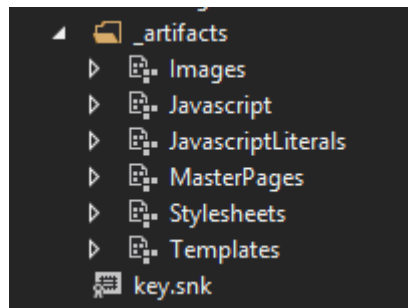 _artifacts
Images
Javascript
JavascriptLiterals
MasterPages
Stylesheets
Templates
key.snk